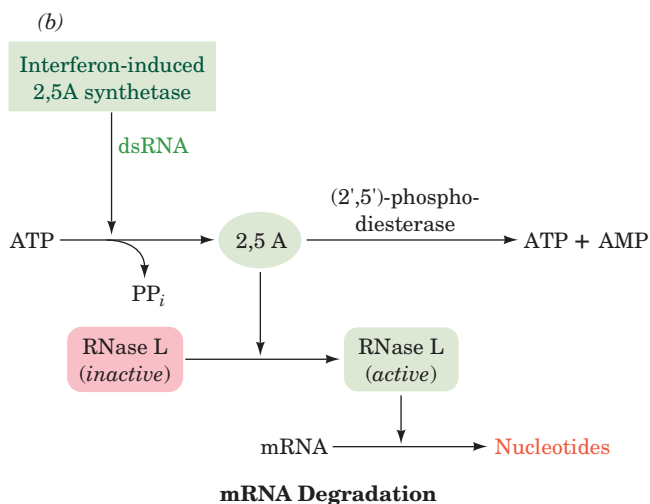 (b)
Interferon-induced
2,5A synthetase
dsRNA
(2',5')-phospho-
diesterase
ATP
2,5 A
ATP + AMP
PPi
RNase L
(inactive)
RNase L
(active)
mRNA
Nucleotides
mRNA Degradation